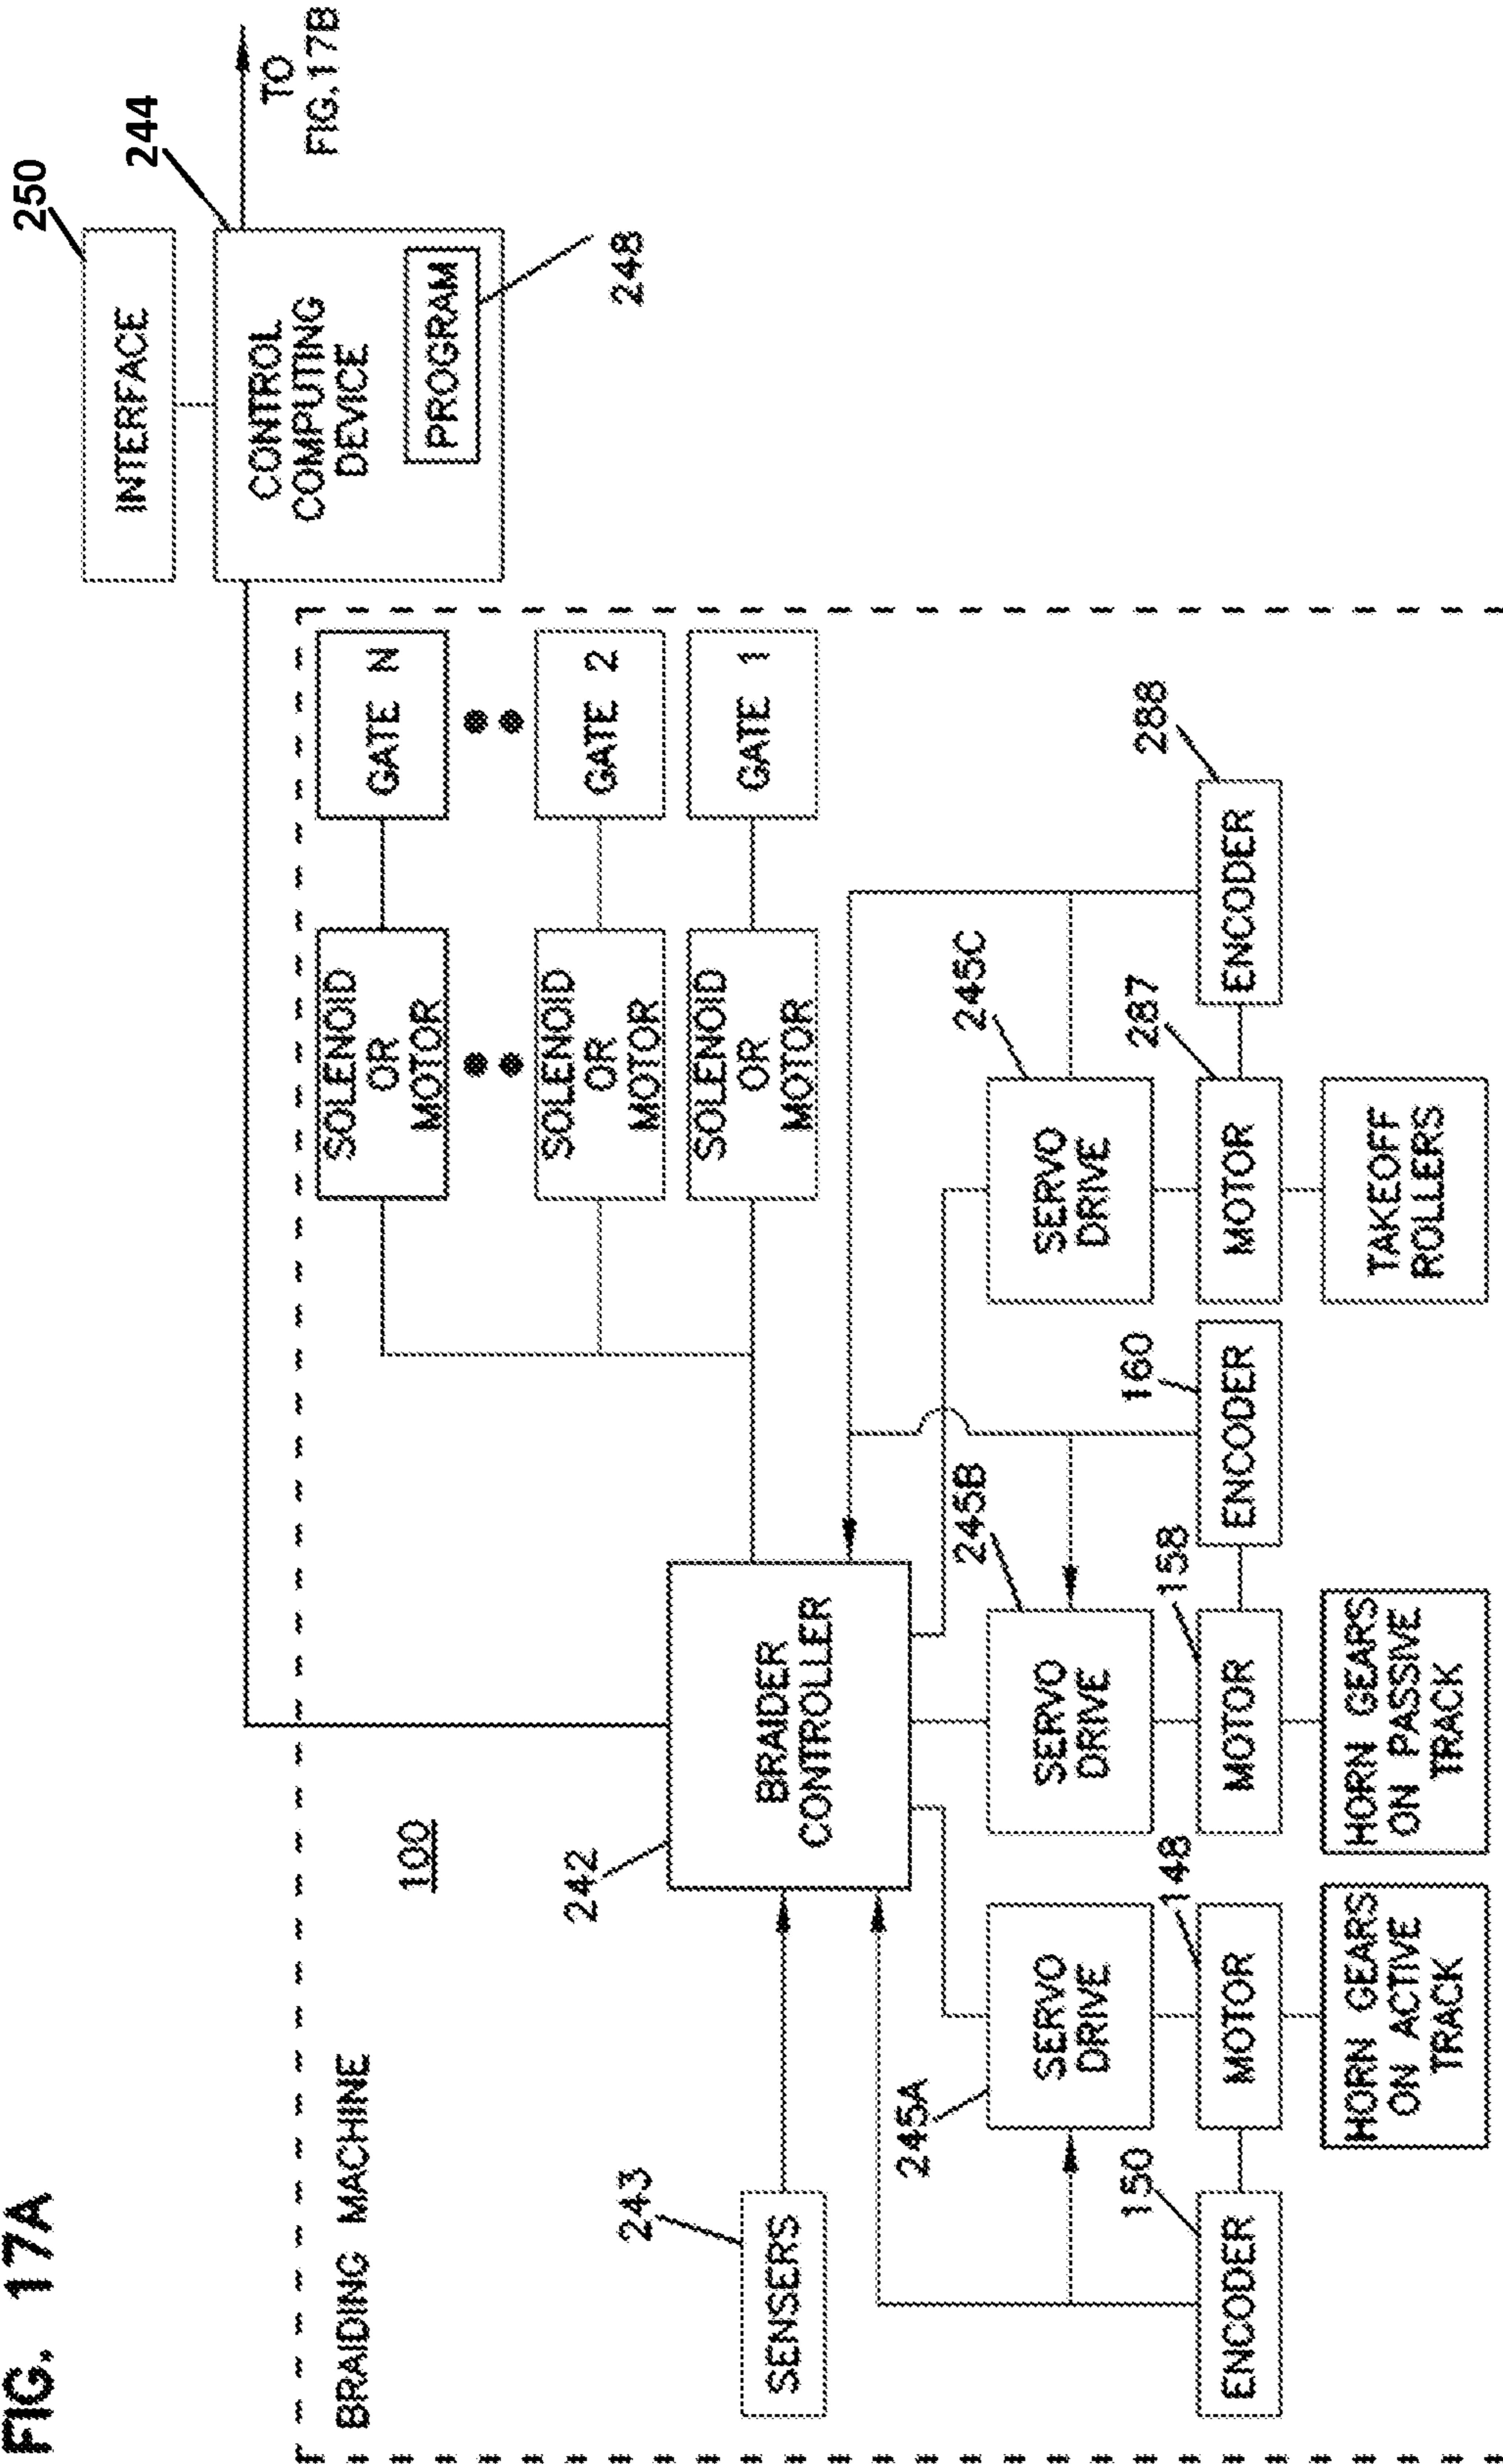 FIG. 17A
250
INTERFACE
244
TO
FIG. 17B
CONTROL
COMPUTING
DEVICE
PROGRAM
248
BRAIDING MACHINE
100
SOLENOID
OR
MOTOR
GATE N
SOLENOID
OR
MOTOR
GATE 2
SOLENOID
OR
MOTOR
GATE 1
242
BRAIDER
CONTROLLER
243
SENSERS
245A
SERVO
DRIVE
245B
SERVO
DRIVE
245C
SERVO
DRIVE
150
ENCODER
148
MOTOR
158
MOTOR
160
ENCODER
287
MOTOR
288
ENCODER
HORN GEARS
ON ACTIVE
TRACK
HORN GEARS
ON PASSIVE
TRACK
TAKEOFF
ROLLERS